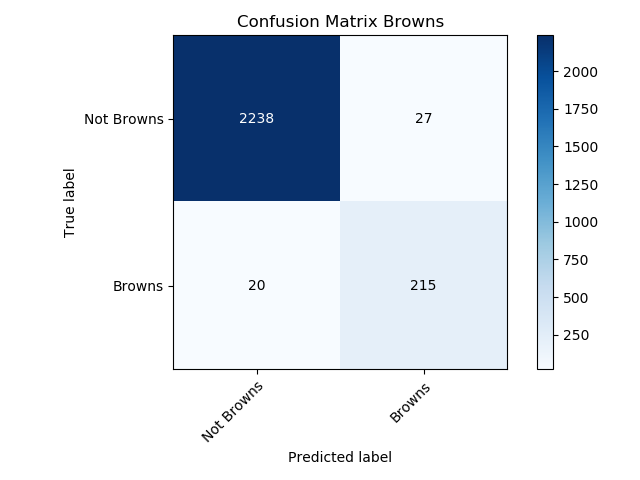 Confusion Matrix Browns
True label
Not Browns
2238
27
Browns
20
215
Not Browns
Browns
Predicted label
2000
1750
1500
1250
1000
750
500
250